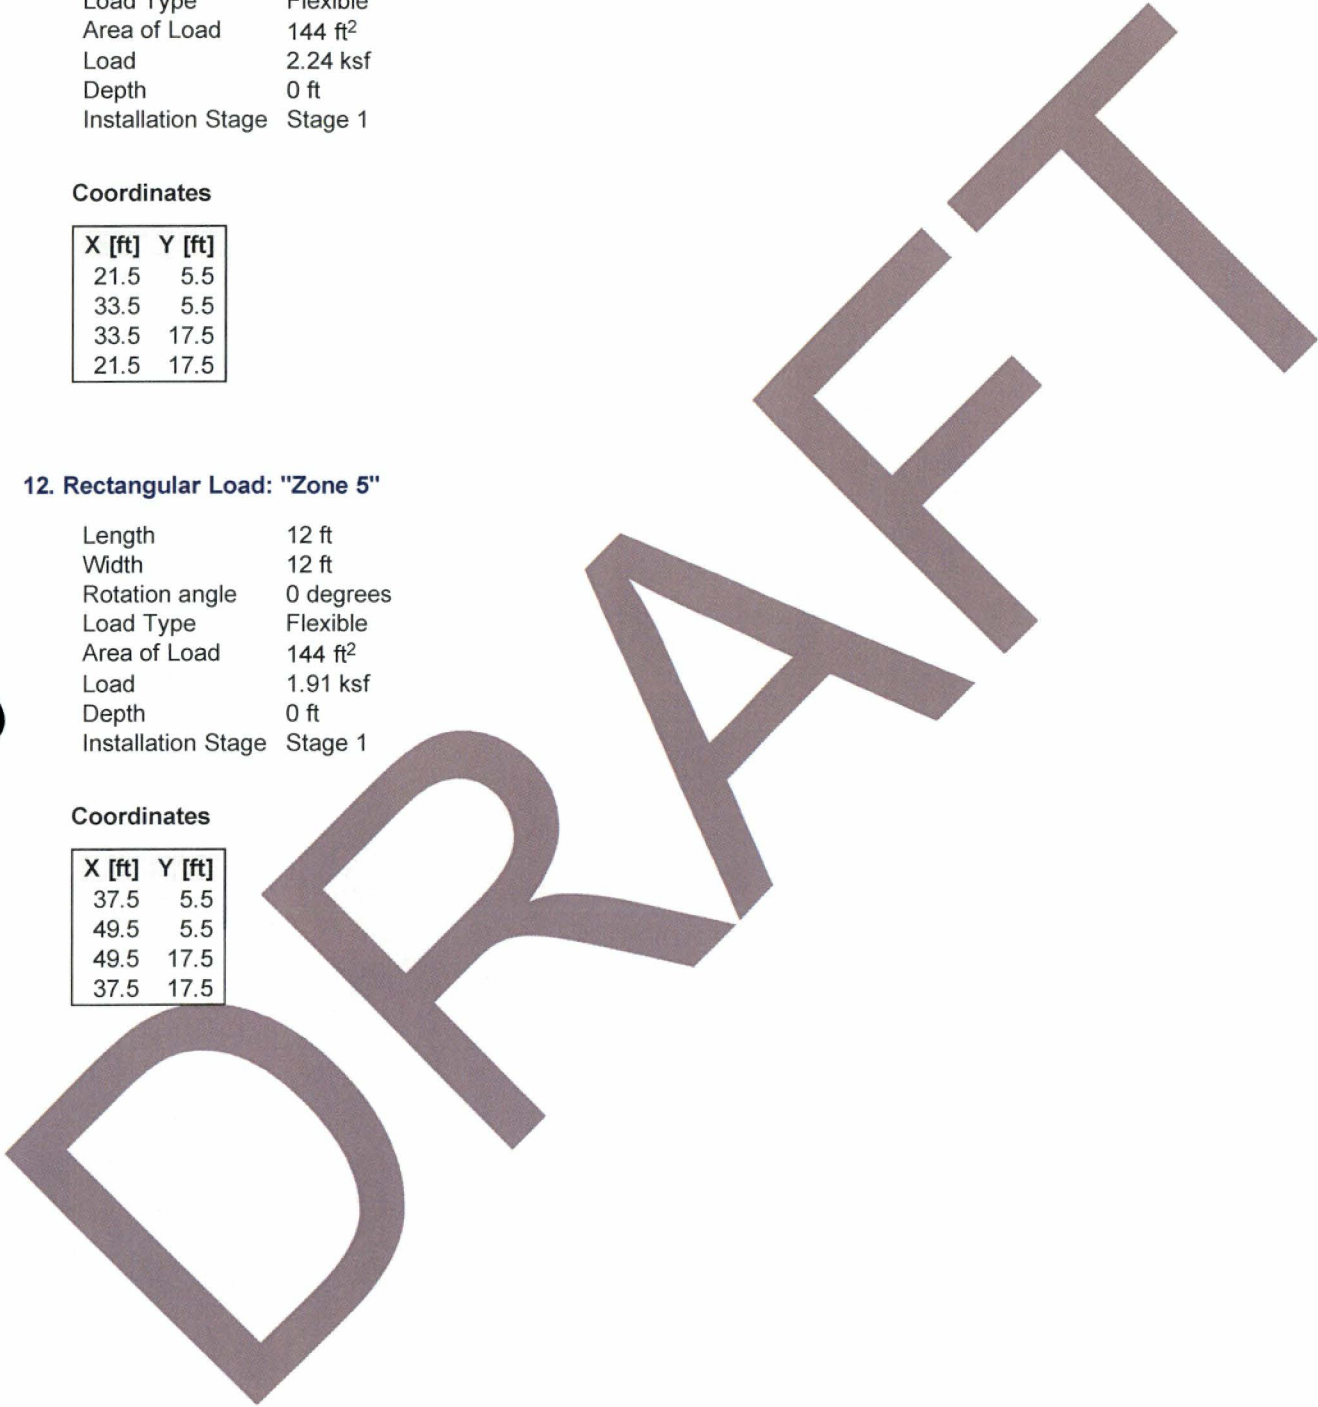 Load Type Flexible
Area of Load 144 ft²
Load 2.24 ksf
Depth 0 ft
Installation Stage Stage 1
Coordinates
X [ft] Y [ft]
21.5 5.5
33.5 5.5
33.5 17.5
21.5 17.5
12. Rectangular Load: "Zone 5"
Length 12 ft
Width 12 ft
Rotation angle 0 degrees
Load Type Flexible
Area of Load 144 ft²
Load 1.91 ksf
Depth 0 ft
Installation Stage Stage 1
Coordinates
X [ft] Y [ft]
37.5 5.5
49.5 5.5
49.5 17.5
37.5 17.5
DRAFT